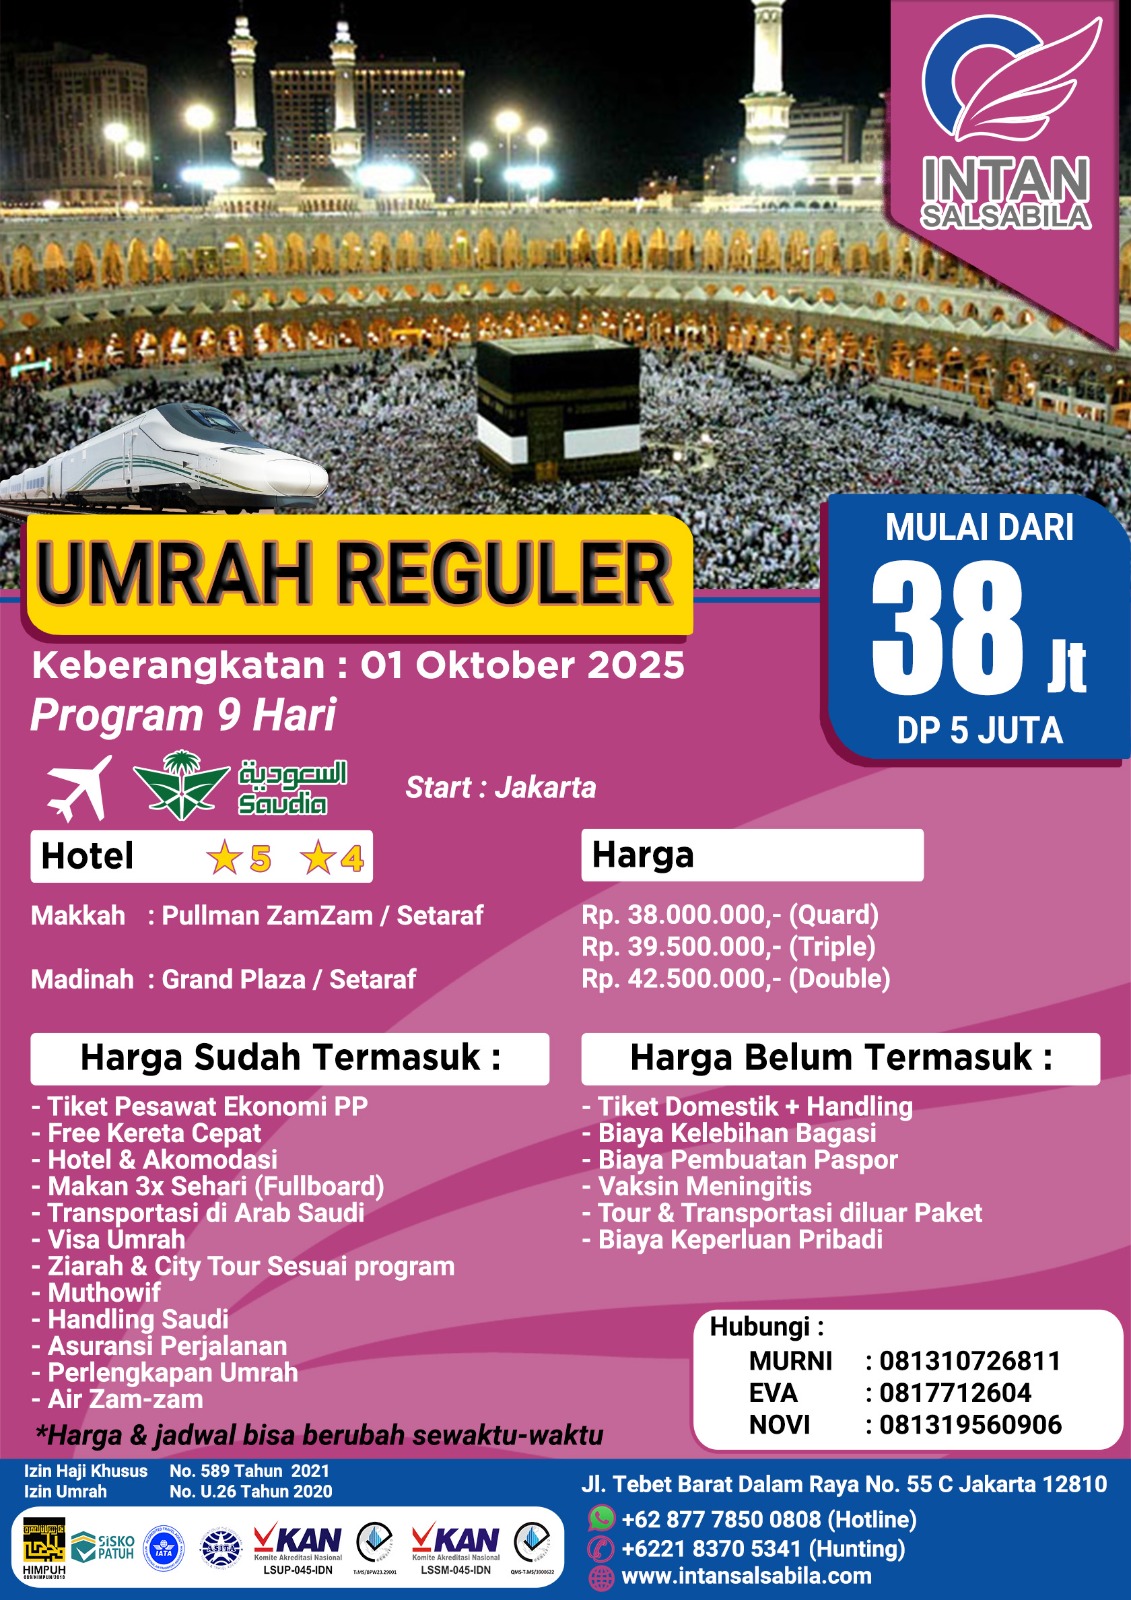 INTAN
SALSABILA
MULAI DARI
38 Jt
DP 5 JUTA
UMRAH REGULER
Keberangkatan : 01 Oktober 2025
Program 9 Hari
السعودية
Saudia
Start : Jakarta
Hotel 5 4
Harga
Makkah : Pullman ZamZam / Setaraf
Madinah : Grand Plaza / Setaraf
Rp. 38.000.000,- (Quard)
Rp. 39.500.000,- (Triple)
Rp. 42.500.000,- (Double)
Harga Sudah Termasuk :
- Tiket Pesawat Ekonomi PP
- Free Kereta Cepat
- Hotel & Akomodasi
- Makan 3x Sehari (Fullboard)
- Transportasi di Arab Saudi
- Visa Umrah
- Ziarah & City Tour Sesuai program
- Muthowif
- Handling Saudi
- Asuransi Perjalanan
- Perlengkapan Umrah
- Air Zam-zam
*Harga & jadwal bisa berubah sewaktu-waktu
Harga Belum Termasuk :
- Tiket Domestik + Handling
- Biaya Kelebihan Bagasi
- Biaya Pembuatan Paspor
- Vaksin Meningitis
- Tour & Transportasi diluar Paket
- Biaya Keperluan Pribadi
Hubungi :
MURNI : 081310726811
EVA : 0817712604
NOVI : 081319560906
Izin Haji Khusus No. 589 Tahun 2021
Izin Umrah No. U.26 Tahun 2020
HIMPUH
SISKO
PATUH
IATA
ASITA
KAN
Komite Akreditasi Nasional
LSUP-045-IDN
KAN
Komite Akreditasi Nasional
LSSM-045-IDN
Jl. Tebet Barat Dalam Raya No. 55 C Jakarta 12810
+62 877 7850 0808 (Hotline)
+6221 8370 5341 (Hunting)
www.intansalsabila.com